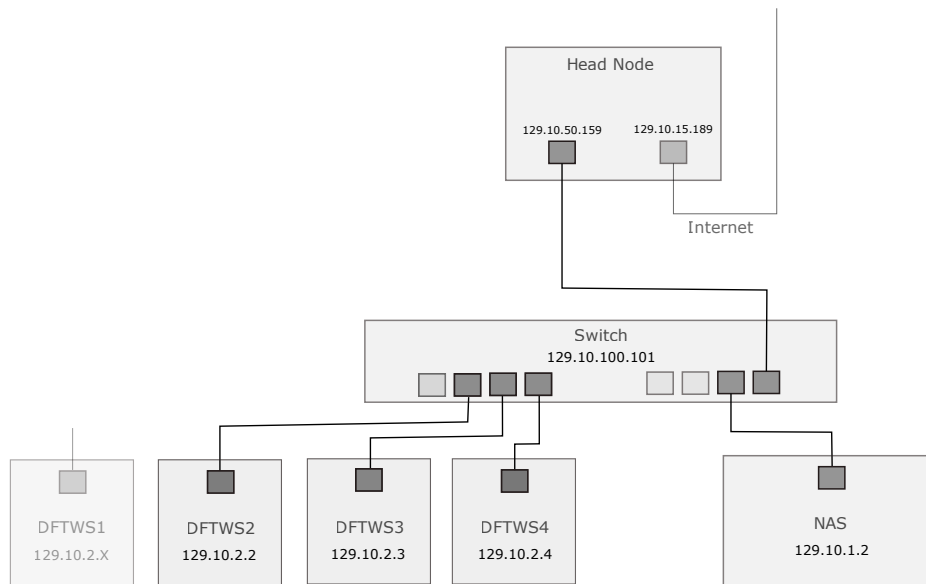 Head Node
129.10.50.159
129.10.15.189
Internet
Switch
129.10.100.101
DFTWS1
129.10.2.X
DFTWS2
129.10.2.2
DFTWS3
129.10.2.3
DFTWS4
129.10.2.4
NAS
129.10.1.2